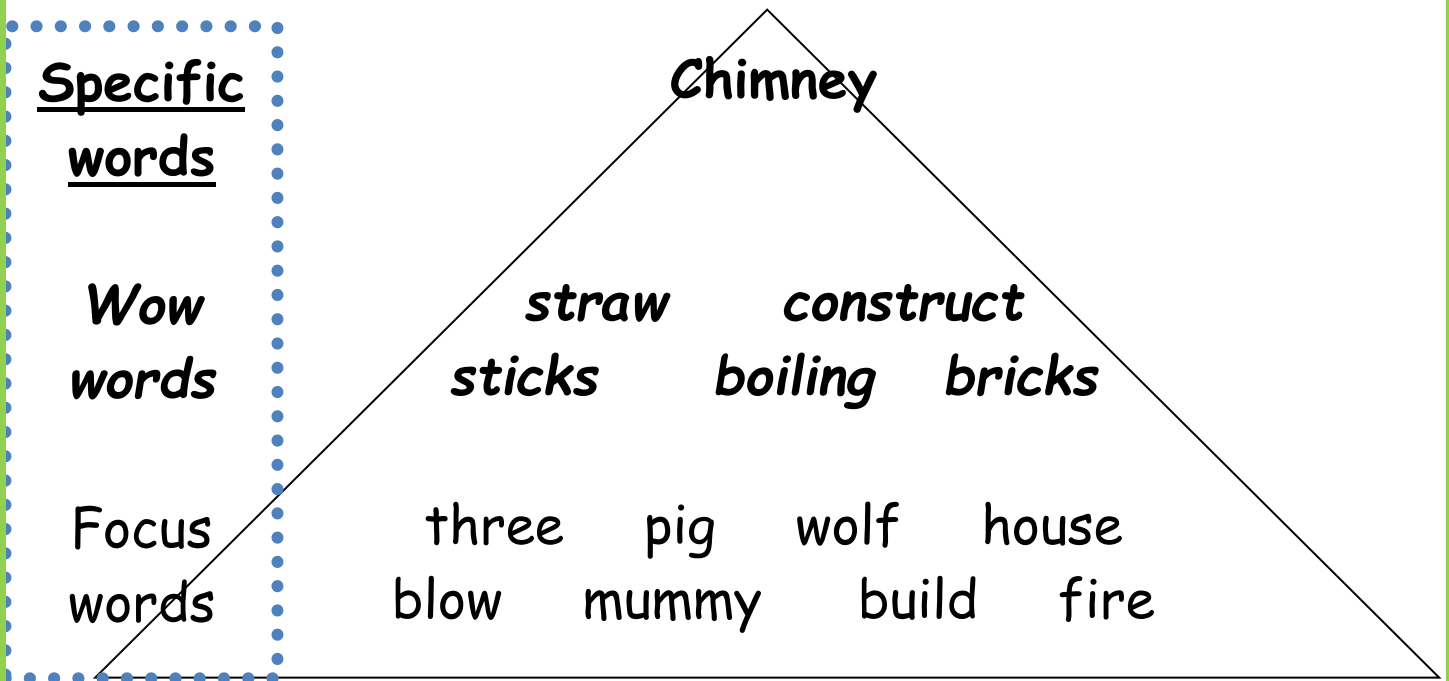 Specific
words
Chimney
Wow
words
straw construct
sticks boiling bricks
Focus
words
three pig wolf house
blow mummy build fire